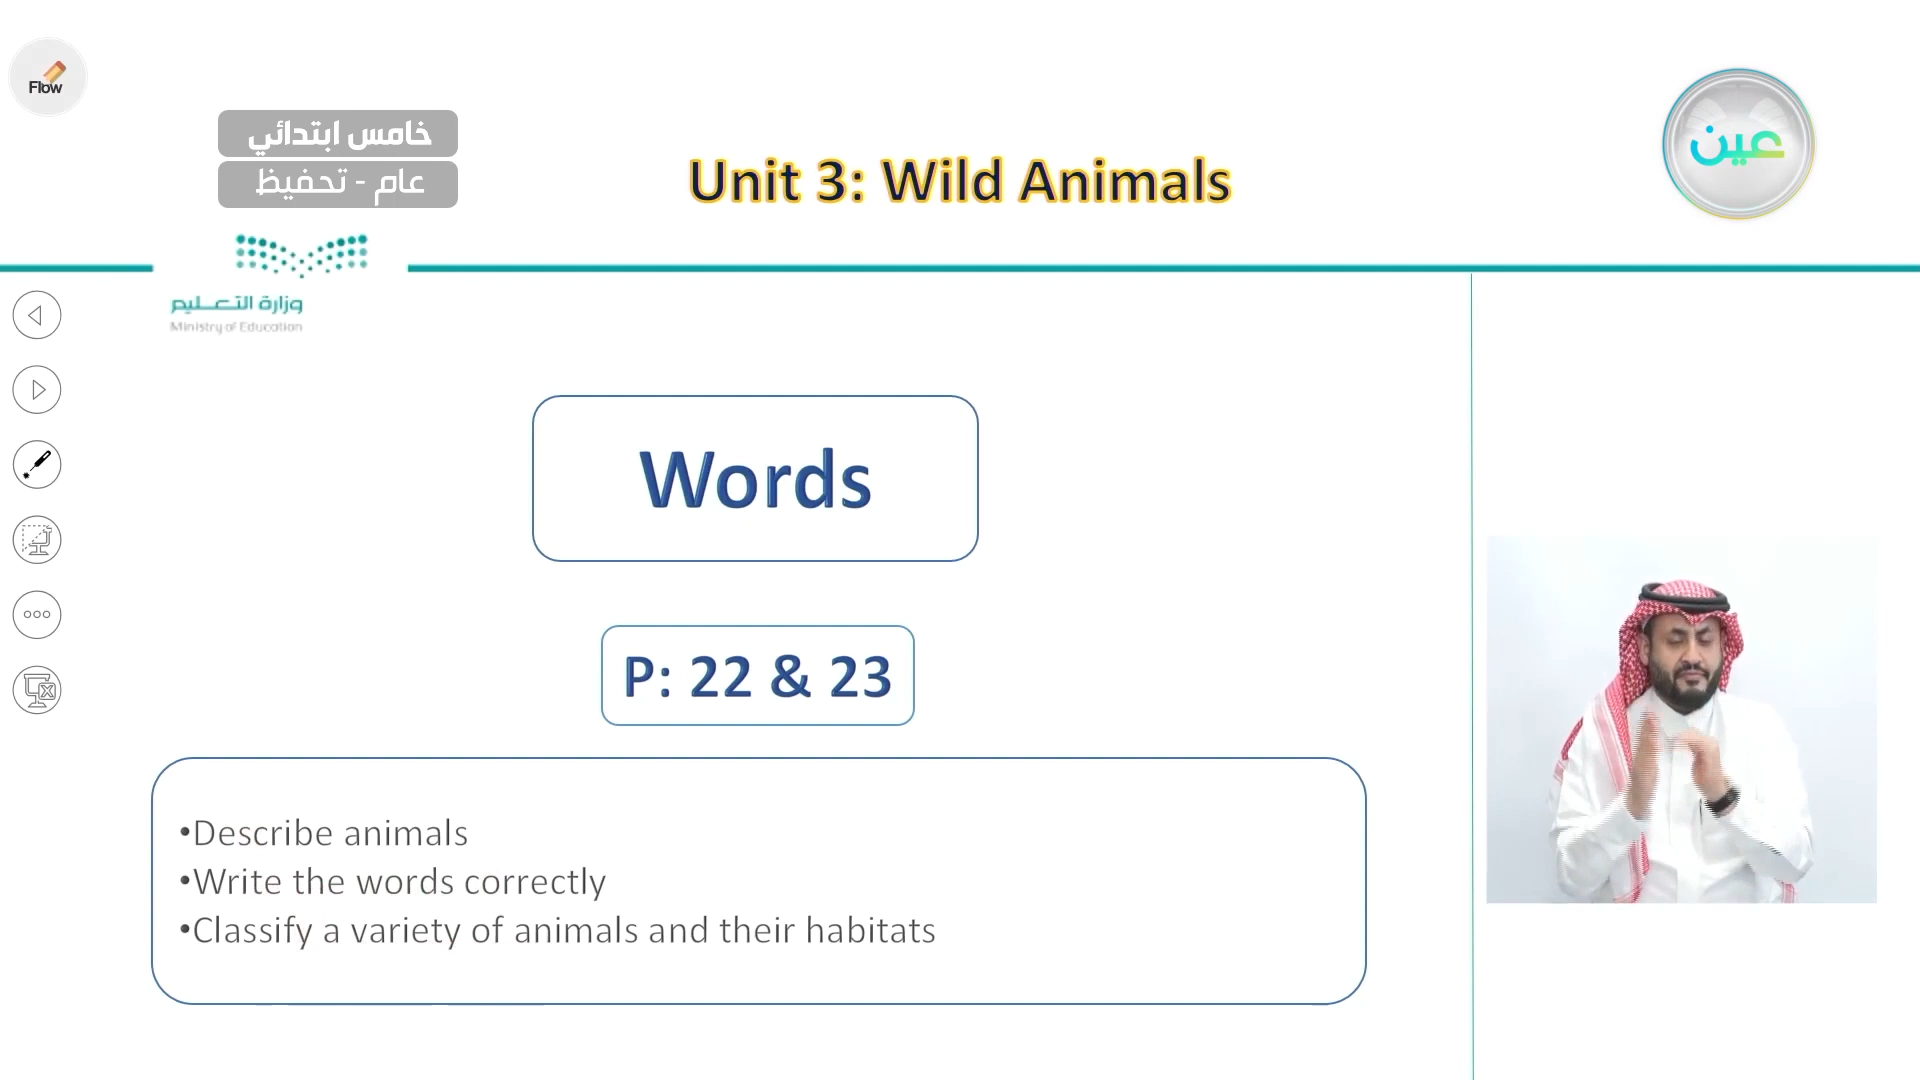 Flow
خامس ابتدائي
عام - تحفيظ
Unit 3: Wild Animals
عين
وزارة التعليم
Ministry of Education
Words
P: 22 & 23
•Describe animals
•Write the words correctly
•Classify a variety of animals and their habitats